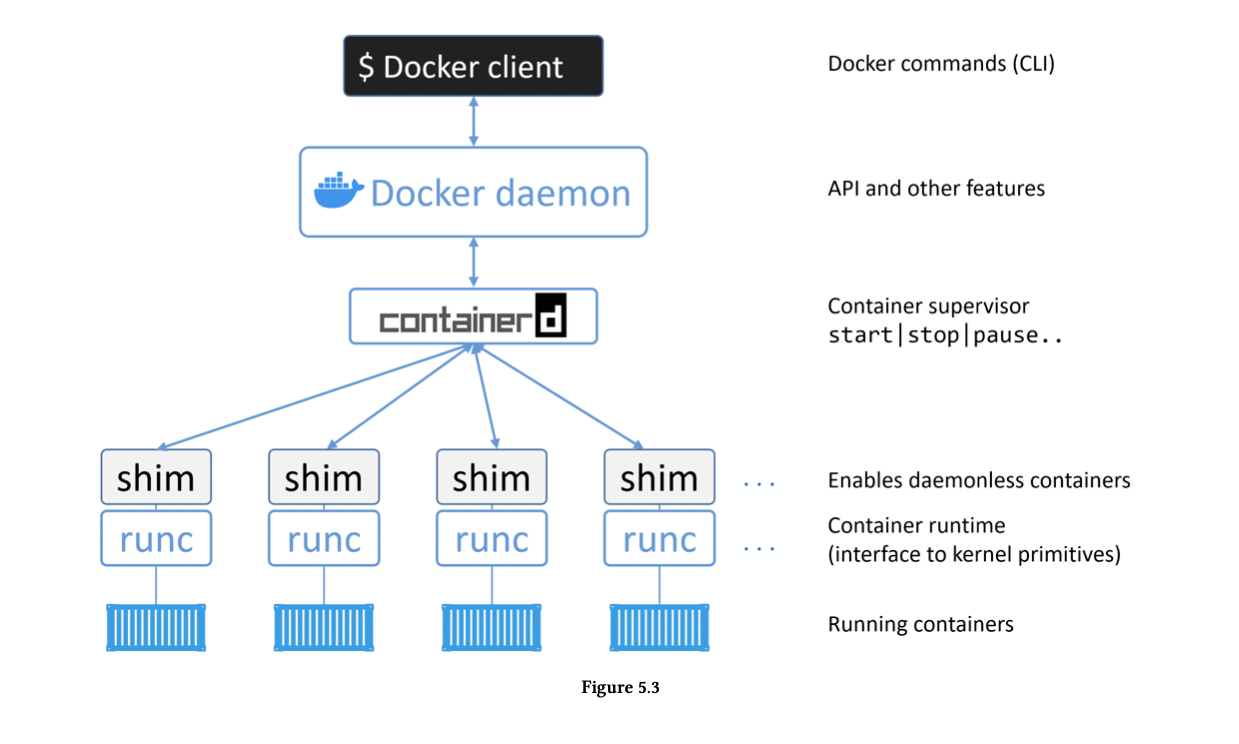 $ Docker client
Docker commands (CLI)
Docker daemon
API and other features
containerd
Container supervisor
start|stop|pause..
shim
shim
shim
shim
...
Enables daemonless containers
runc
runc
runc
runc
...
Container runtime
(interface to kernel primitives)
Running containers
Figure 5.3